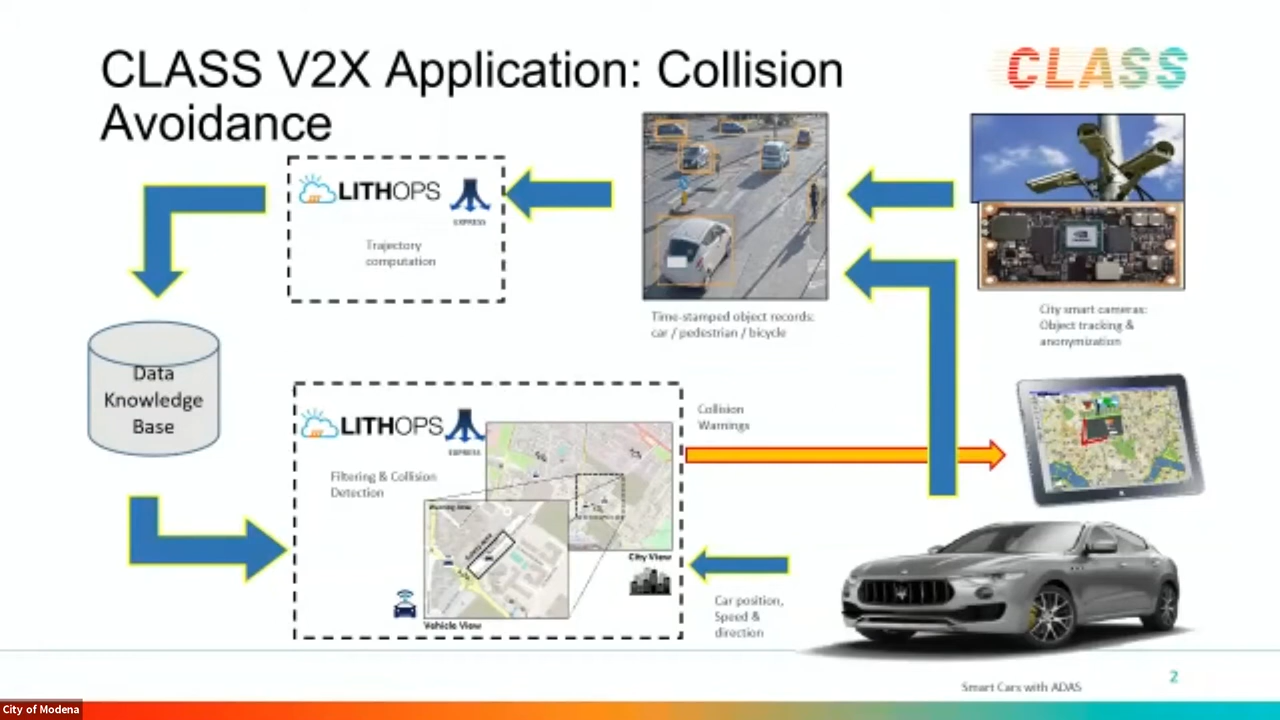 CLASS V2X Application: Collision
Avoidance
CLASS
LITHOPS
EXPRESS
Trajectory
computation
Time-stamped object records:
car / pedestrian / bicycle
City smart cameras:
Object tracking &
anonymization
Data
Knowledge
Base
LITHOPS
EXPRESS
Filtering & Collision
Detection
City View
Vehicle View
Collision
Warnings
Car position,
Speed &
direction
Smart Cars with ADAS
2
City of Modena